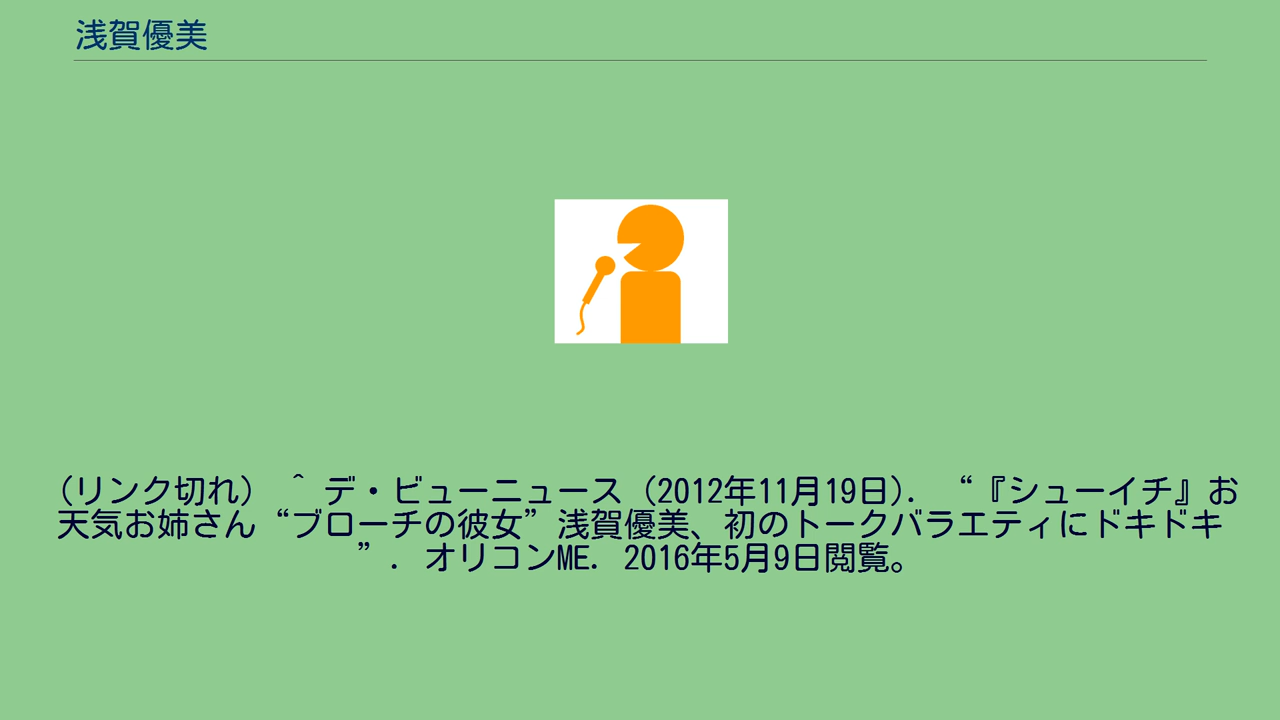 浅賀優美
(リンク切れ) ^ デ・ビューニュース (2012年11月19日). “『シューイチ』お
天気お姉さん“ブローチの彼女”浅賀優美、初のトークバラエティにドキドキ
”. オリコンME. 2016年5月9日閲覧。